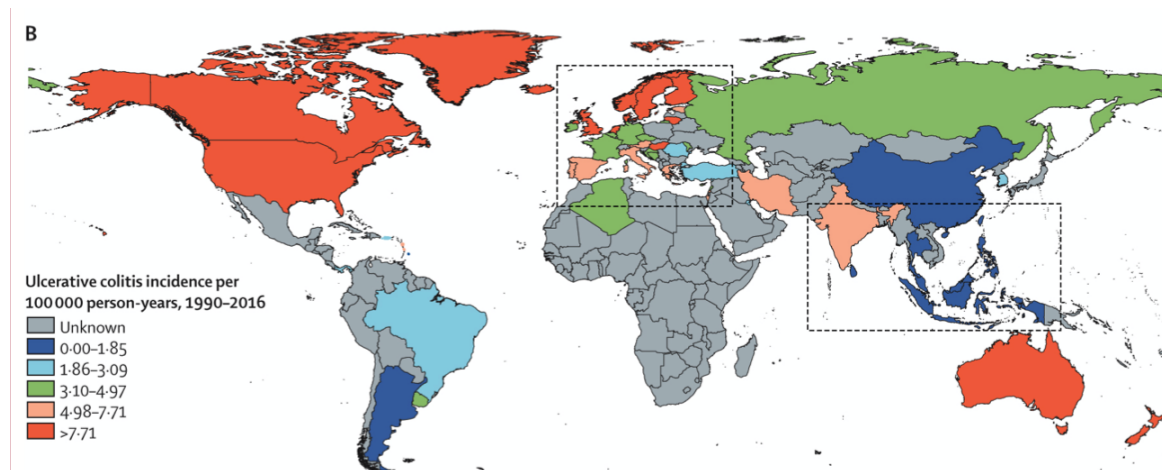 B
Ulcerative colitis incidence per
100 000 person-years, 1990–2016
Unknown
0·00–1·85
1·86–3·09
3·10–4·97
4·98–7·71
>7·71